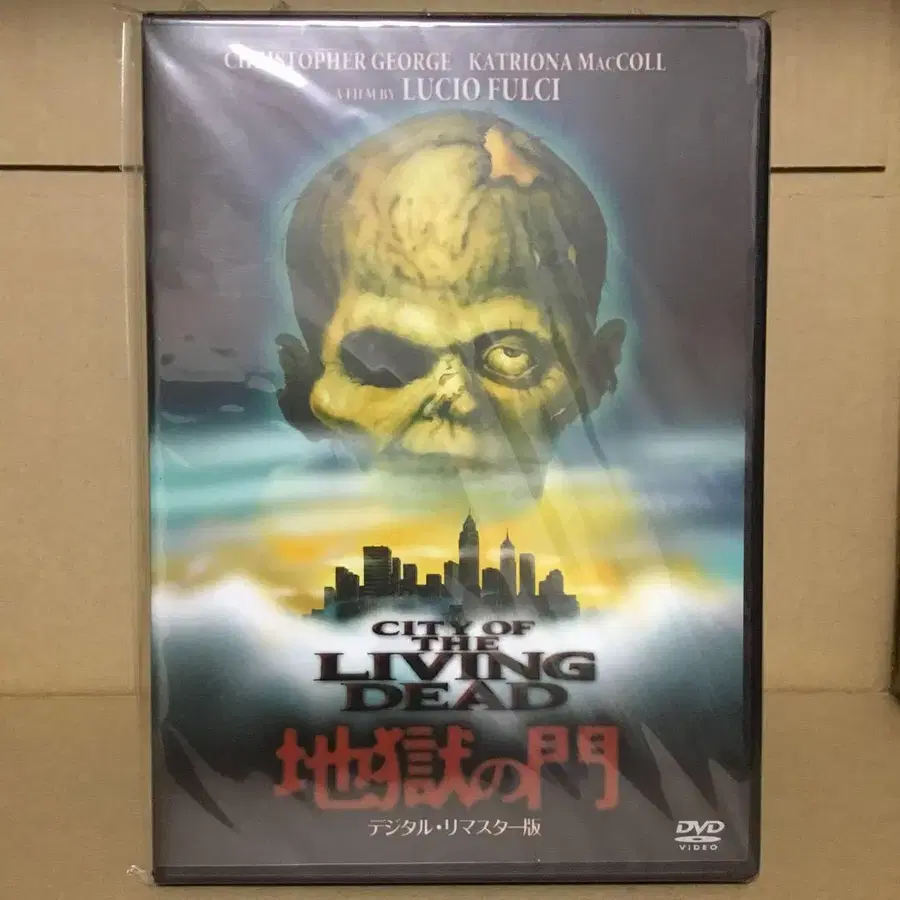 CHRISTOPHER GEORGE KATRIONA MACCOLL
A FILM BY LUCIO FULCI
CITY OF
THE
LIVING
DEAD
地獄の門
デジタル・リマスター版
DVD
VIDEO